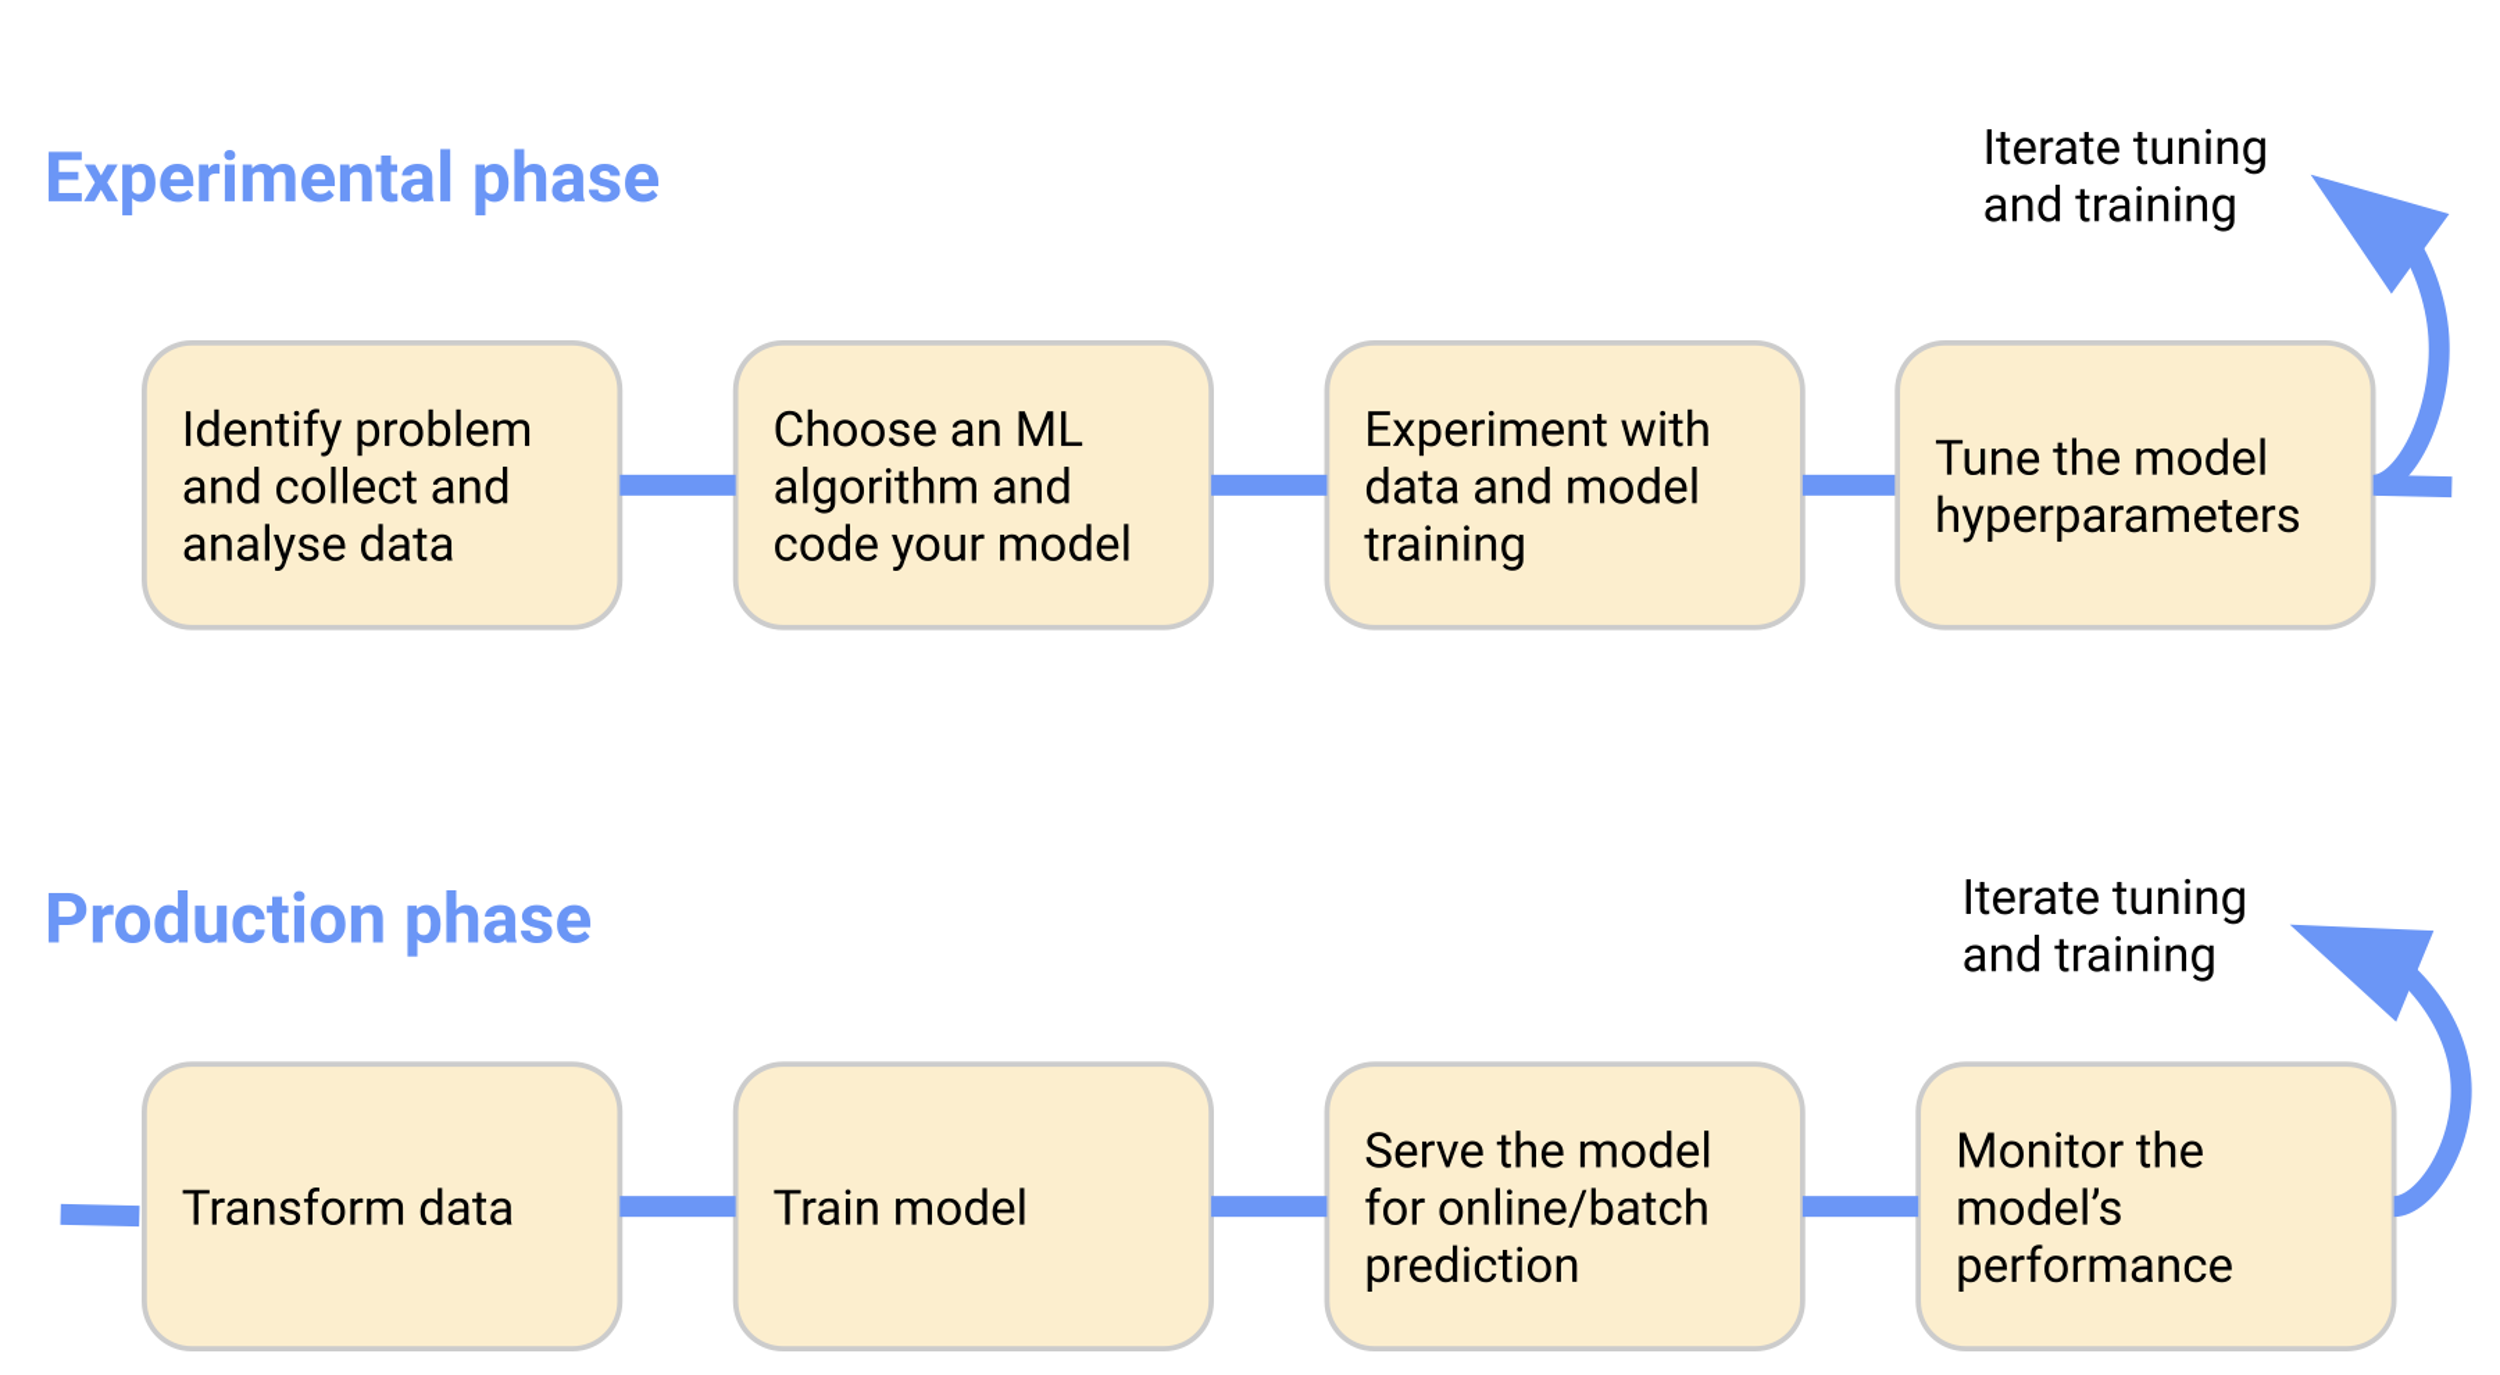 Experimental phase
Iterate tuning
and training
Identify problem
and collect and
analyse data
Choose an ML
algorithm and
code your model
Experiment with
data and model
training
Tune the model
hyperparameters
Production phase
Iterate tuning
and training
Transform data
Train model
Serve the model
for online/batch
prediction
Monitor the
model’s
performance